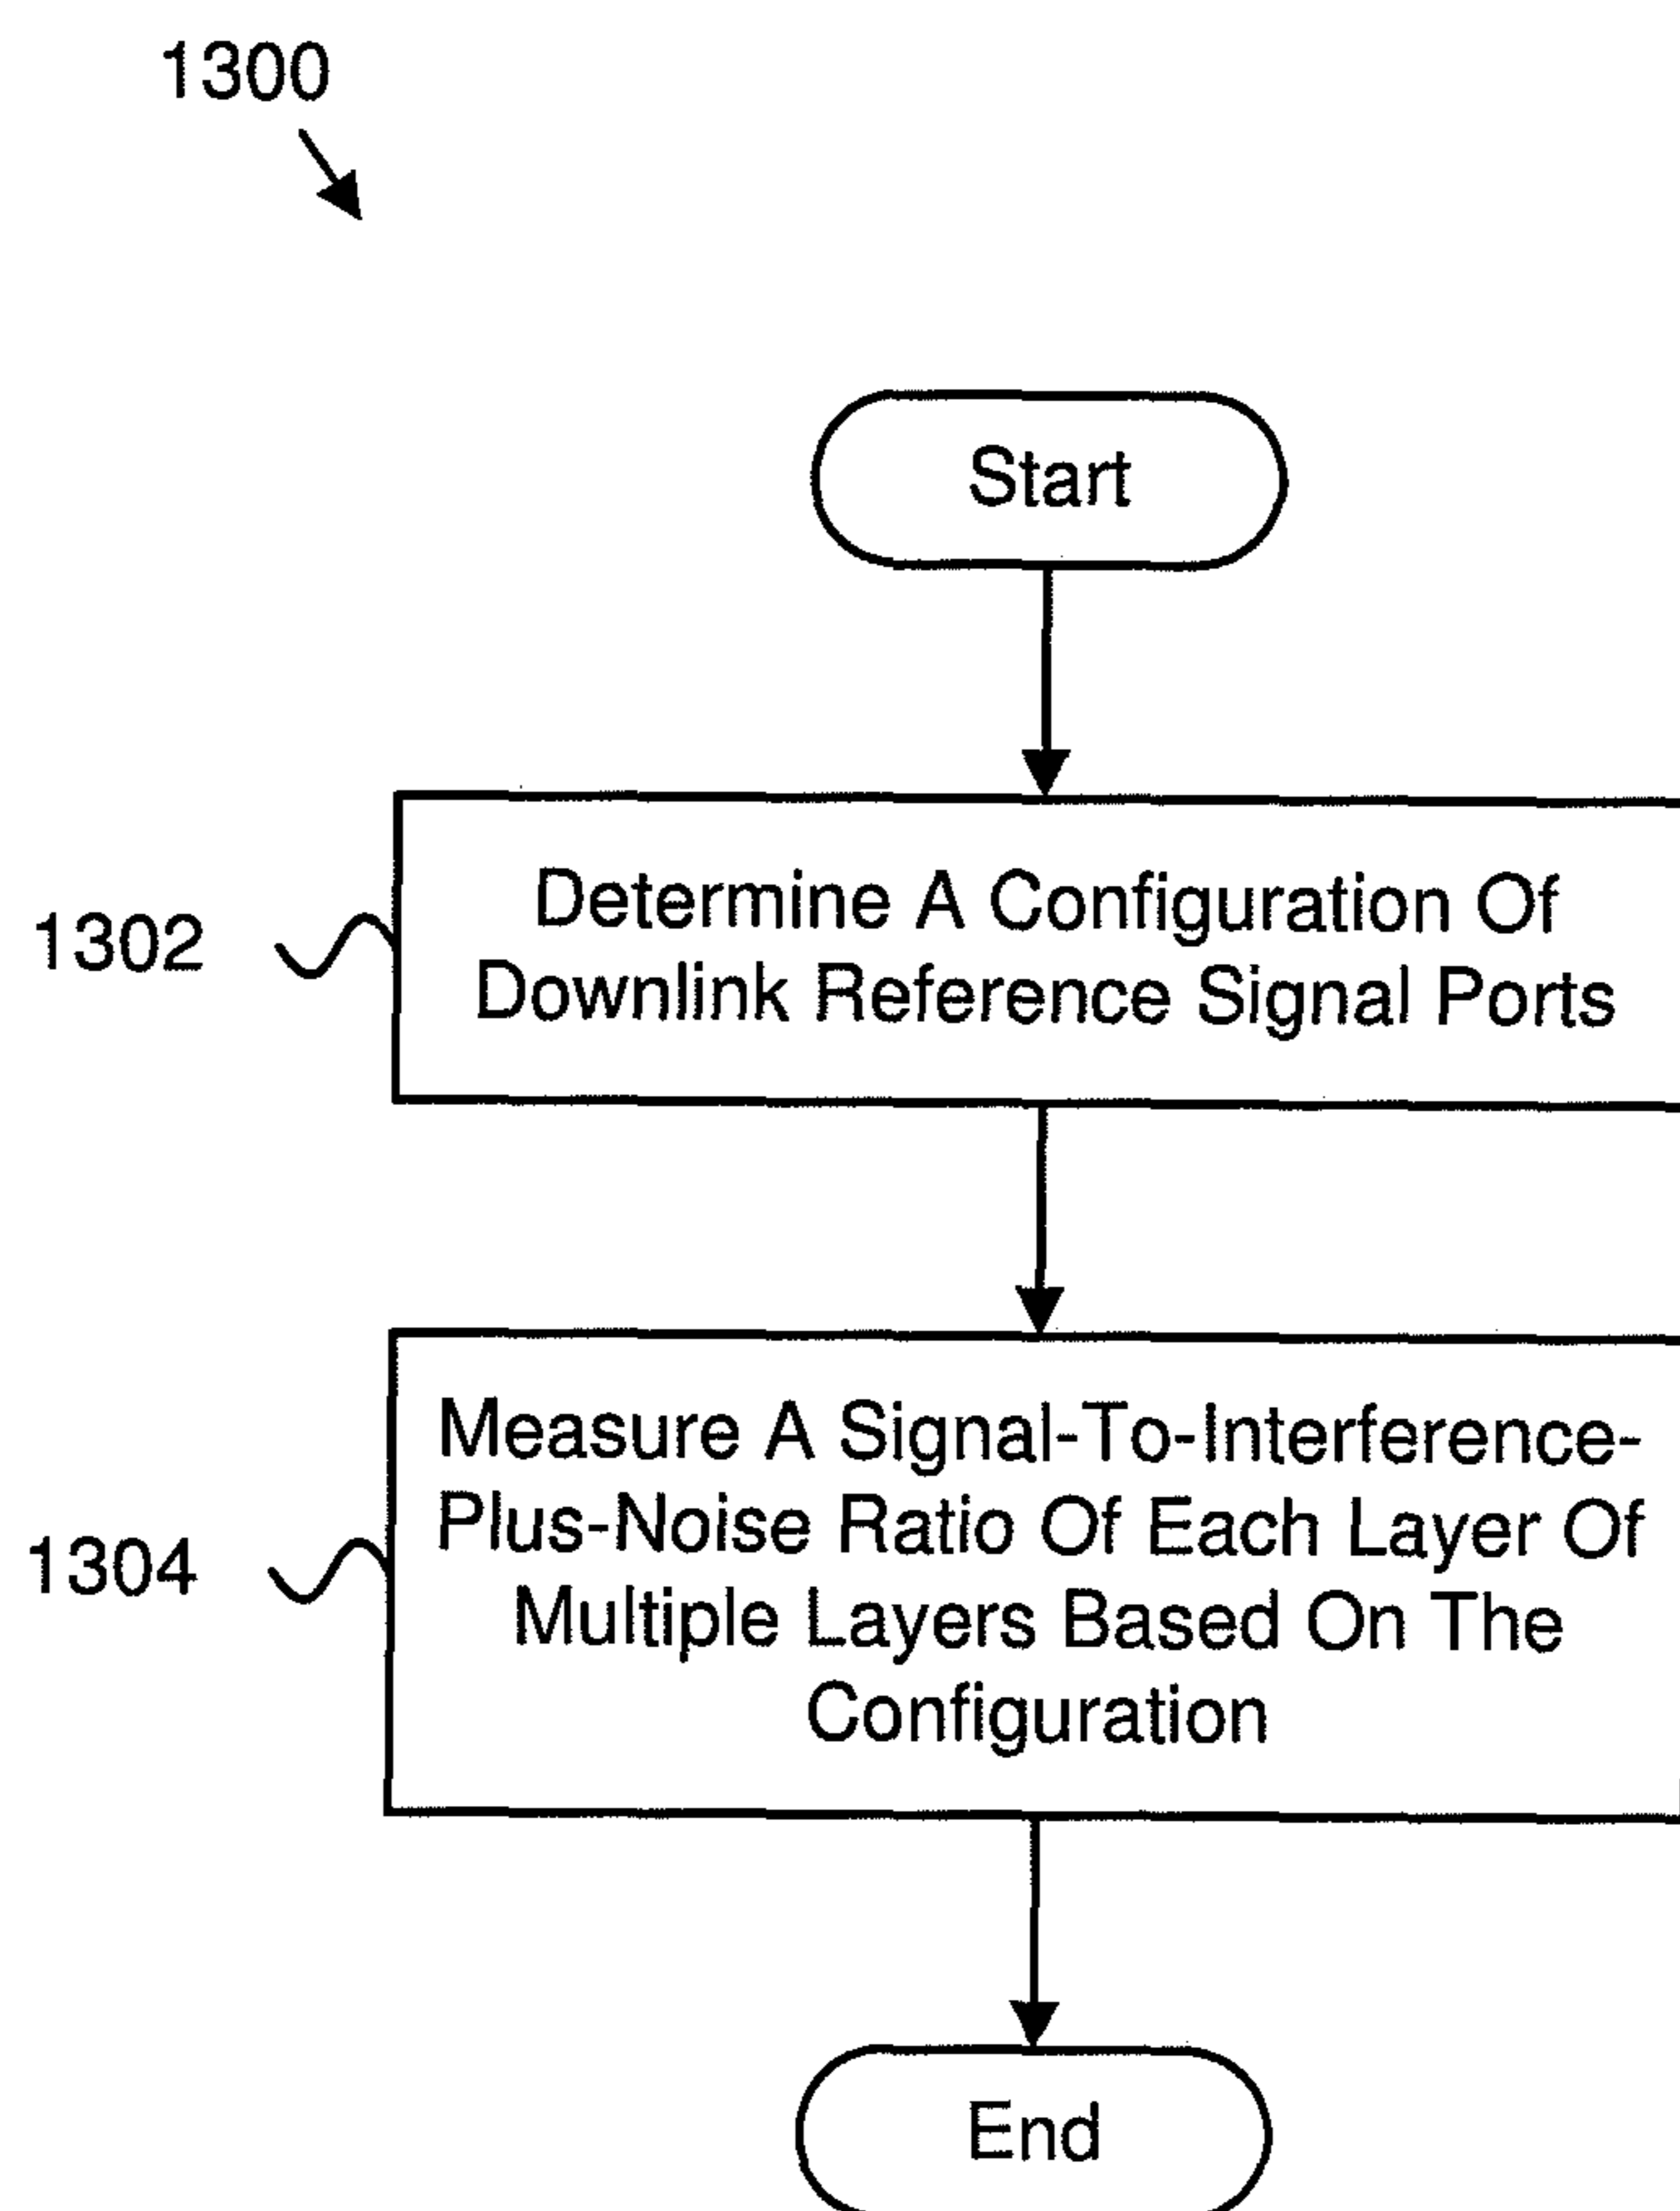 1300
Start
1302
Determine A Configuration Of
Downlink Reference Signal Ports
1304
Measure A Signal-To-Interference-
Plus-Noise Ratio Of Each Layer Of
Multiple Layers Based On The
Configuration
End